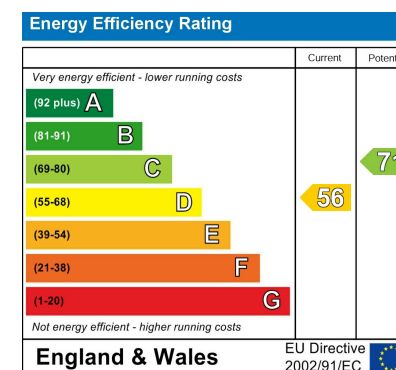 Energy Efficiency Rating
Current Potent
Very energy efficient - lower running costs
(92 plus) A
(81-91) B
(69-80) C
71
(55-68) D
56
(39-54) E
(21-38) F
(1-20) G
Not energy efficient - higher running costs
England & Wales
EU Directive
2002/91/EC